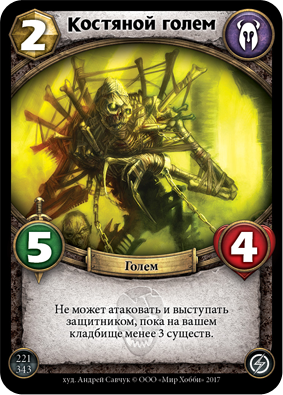 2 Костяной голем
5 4
Голем
Не может атаковать и выступать
защитником, пока на вашем
кладбище менее 3 существ.
221
343
худ. Андрей Савчук © ООО «Мир Хобби» 2017